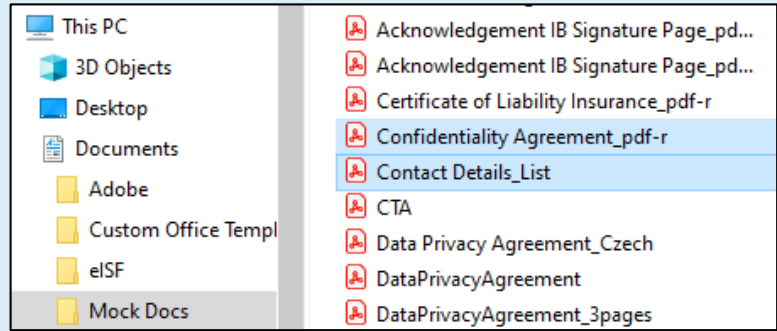 This PC
3D Objects
Desktop
Documents
Adobe
Custom Office Templ
eISF
Mock Docs
Acknowledgement IB Signature Page_pd...
Acknowledgement IB Signature Page_pd...
Certificate of Liability Insurance_pdf-r
Confidentiality Agreement_pdf-r
Contact Details_List
CTA
Data Privacy Agreement_Czech
DataPrivacyAgreement
DataPrivacyAgreement_3pages